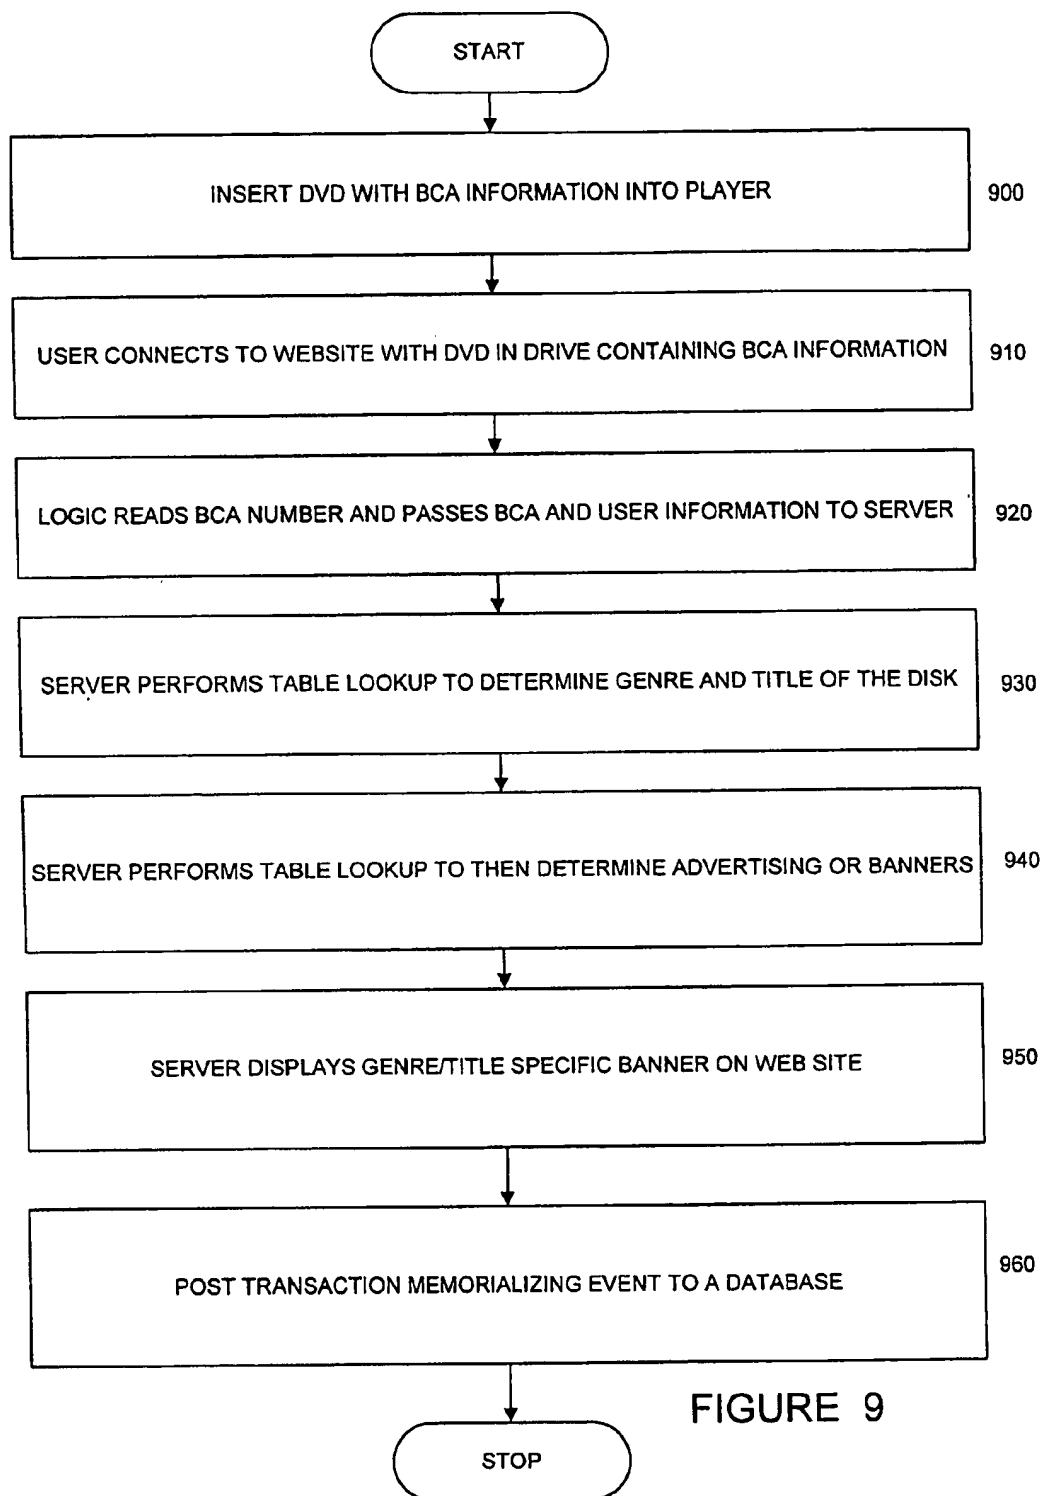 START
INSERT DVD WITH BCA INFORMATION INTO PLAYER 900
USER CONNECTS TO WEBSITE WITH DVD IN DRIVE CONTAINING BCA INFORMATION 910
LOGIC READS BCA NUMBER AND PASSES BCA AND USER INFORMATION TO SERVER 920
SERVER PERFORMS TABLE LOOKUP TO DETERMINE GENRE AND TITLE OF THE DISK 930
SERVER PERFORMS TABLE LOOKUP TO THEN DETERMINE ADVERTISING OR BANNERS 940
SERVER DISPLAYS GENRE/TITLE SPECIFIC BANNER ON WEB SITE 950
POST TRANSACTION MEMORIALIZING EVENT TO A DATABASE 960
FIGURE 9
STOP